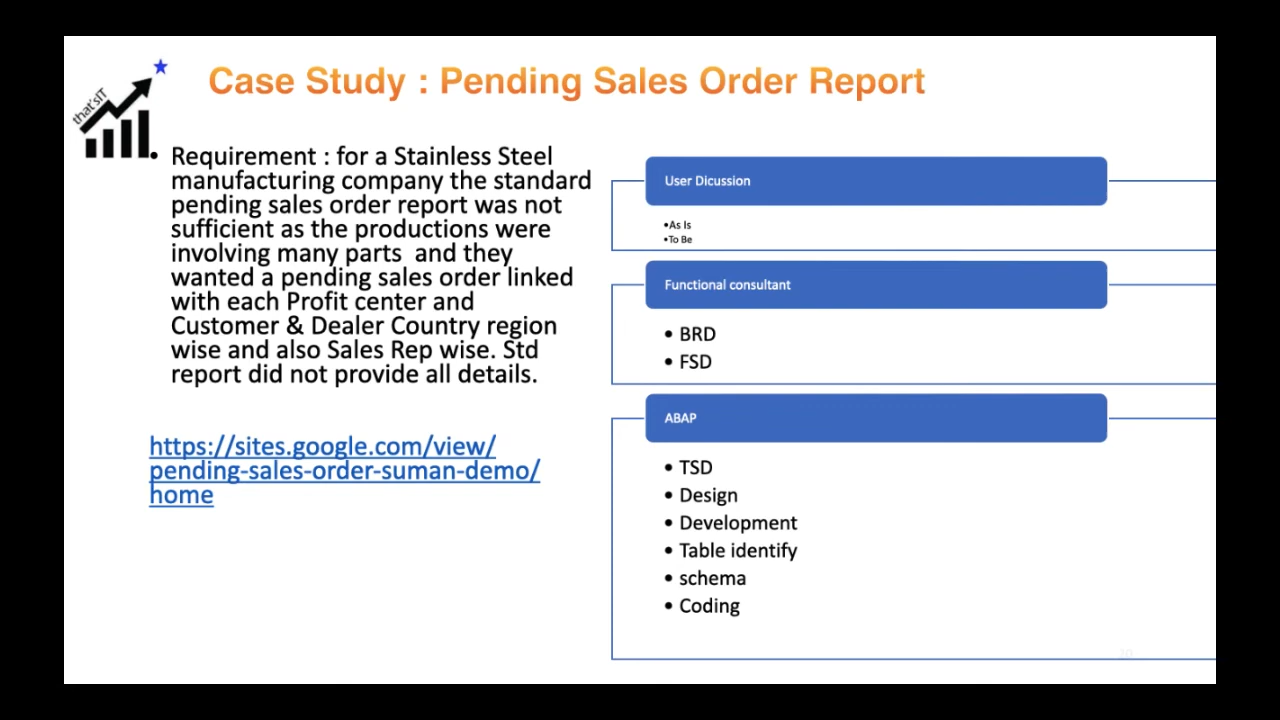 Case Study : Pending Sales Order Report
that'sIT
Requirement : for a Stainless Steel
manufacturing company the standard
pending sales order report was not
sufficient as the productions were
involving many parts  and they
wanted a pending sales order linked
with each Profit center and
Customer & Dealer Country region
wise and also Sales Rep wise. Std
report did not provide all details.
https://sites.google.com/view/
pending-sales-order-suman-demo/
home
User Dicussion
•As Is
•To Be
Functional consultant
• BRD
• FSD
ABAP
• TSD
• Design
• Development
• Table identify
• schema
• Coding
20